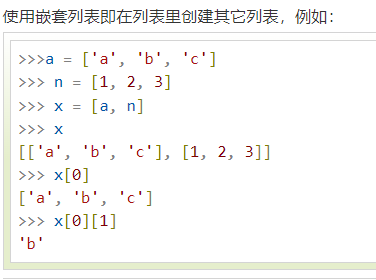 使用嵌套列表即在列表里创建其它列表，例如：
>>>a = ['a', 'b', 'c']
>>> n = [1, 2, 3]
>>> x = [a, n]
>>> x
[['a', 'b', 'c'], [1, 2, 3]]
>>> x[0]
['a', 'b', 'c']
>>> x[0][1]
'b'